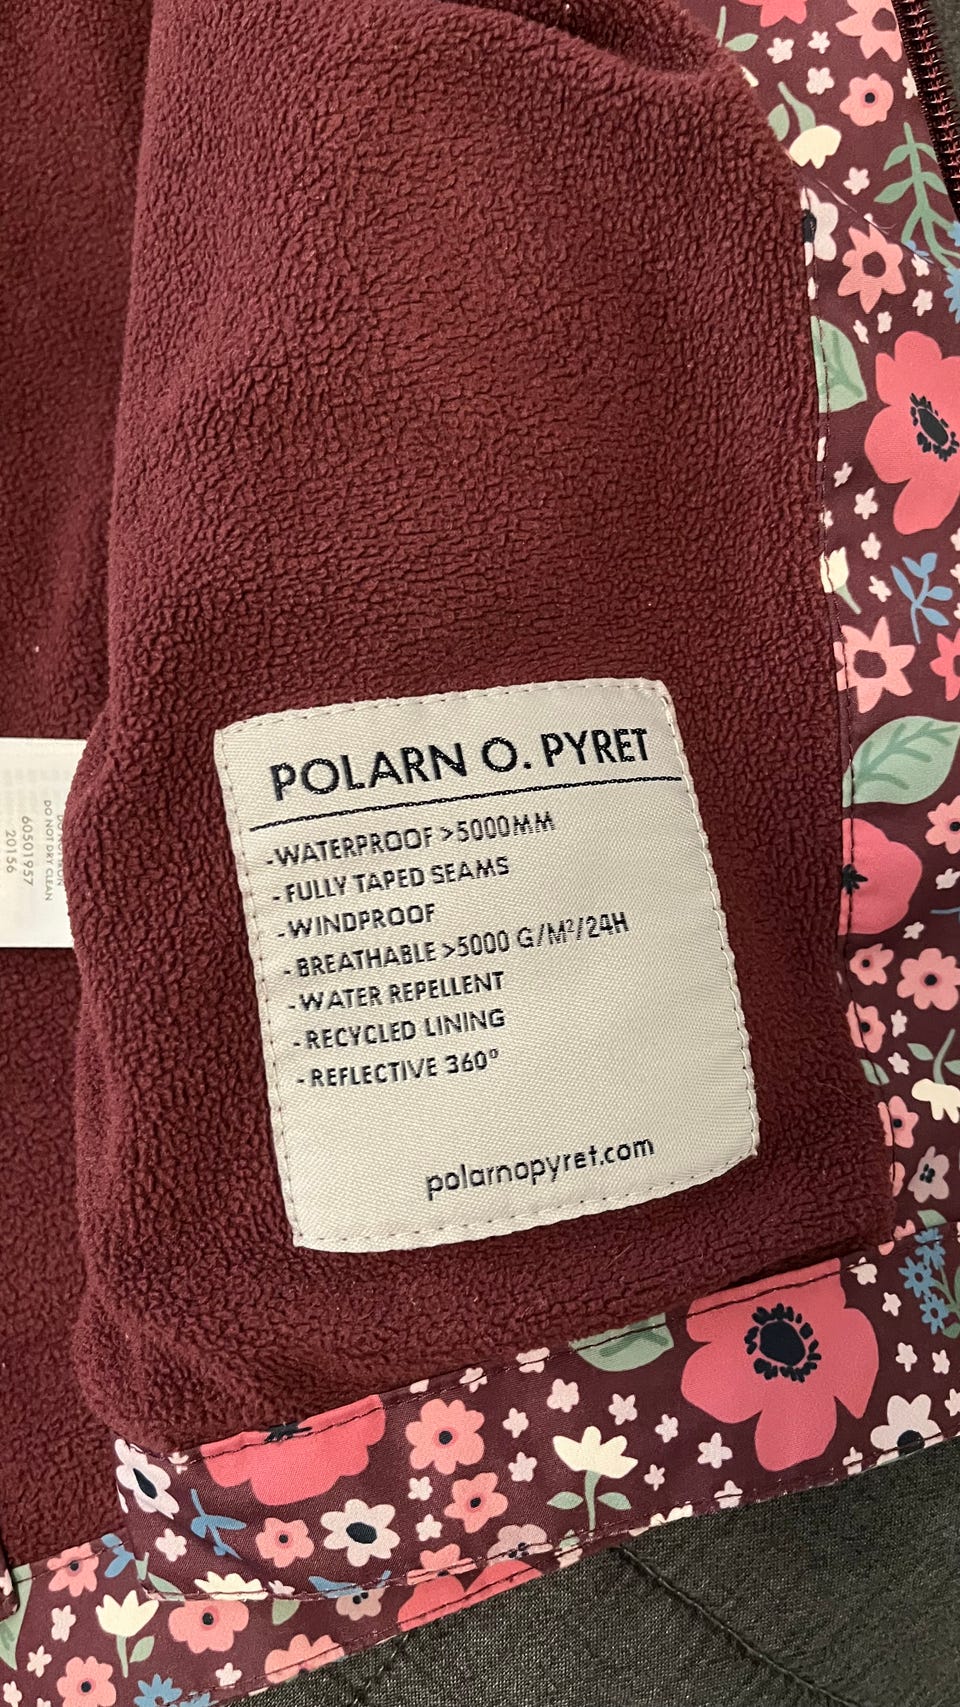 POLARN O. PYRET
-WATERPROOF >5000MM
-FULLY TAPED SEAMS
-WINDPROOF
-BREATHABLE >5000 G/M²/24H
-WATER REPELLENT
-RECYCLED LINING
-REFLECTIVE 360°
polarnopyret.com
DO NOT DRY CLEAN
60501957
20156